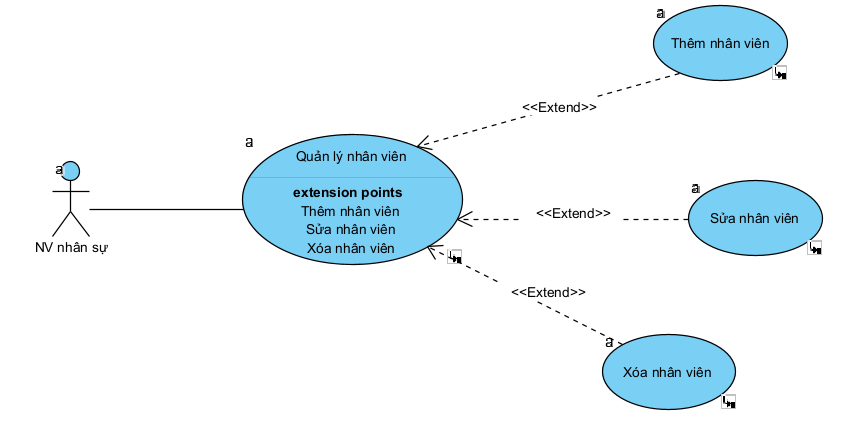 a
Thêm nhân viên
<<Extend>>
a
Quản lý nhân viên
extension points
Thêm nhân viên
Sửa nhân viên
Xóa nhân viên
a
NV nhân sự
<<Extend>>
a
Sửa nhân viên
<<Extend>>
a
Xóa nhân viên